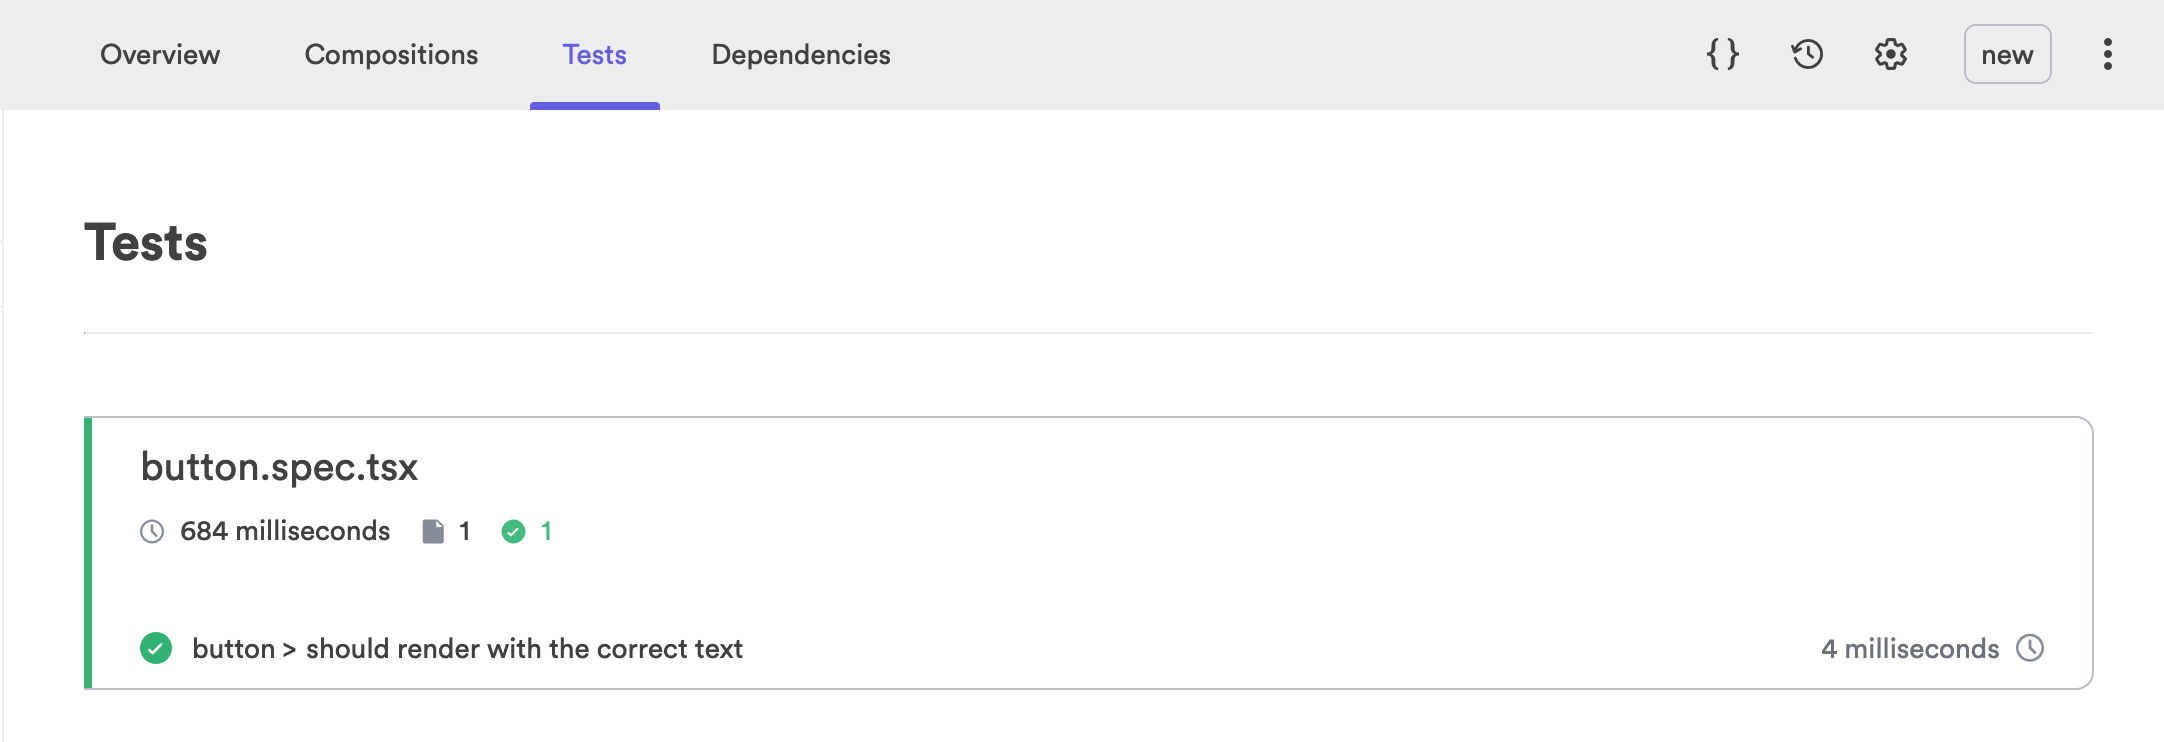 Overview Compositions Tests Dependencies { } new
Tests
button.spec.tsx
684 milliseconds 1 1
button > should render with the correct text 4 milliseconds